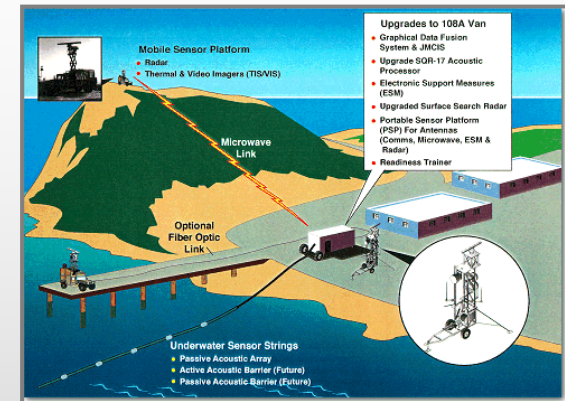 Mobile Sensor Platform
• Radar
• Thermal & Video Imagers (TIS/VIS)
Upgrades to 108A Van
• Graphical Data Fusion
System & JMCIS
• Upgrade SQR-17 Acoustic
Processor
• Electronic Support Measures
(ESM)
• Upgraded Surface Search Radar
• Portable Sensor Platform
(PSP) For Antennas
(Comms, Microwave, ESM &
Radar)
• Readiness Trainer
Microwave
Link
Optional
Fiber Optic
Link
Underwater Sensor Strings
• Passive Acoustic Array
• Active Acoustic Barrier (Future)
• Passive Acoustic Barrier (Future)